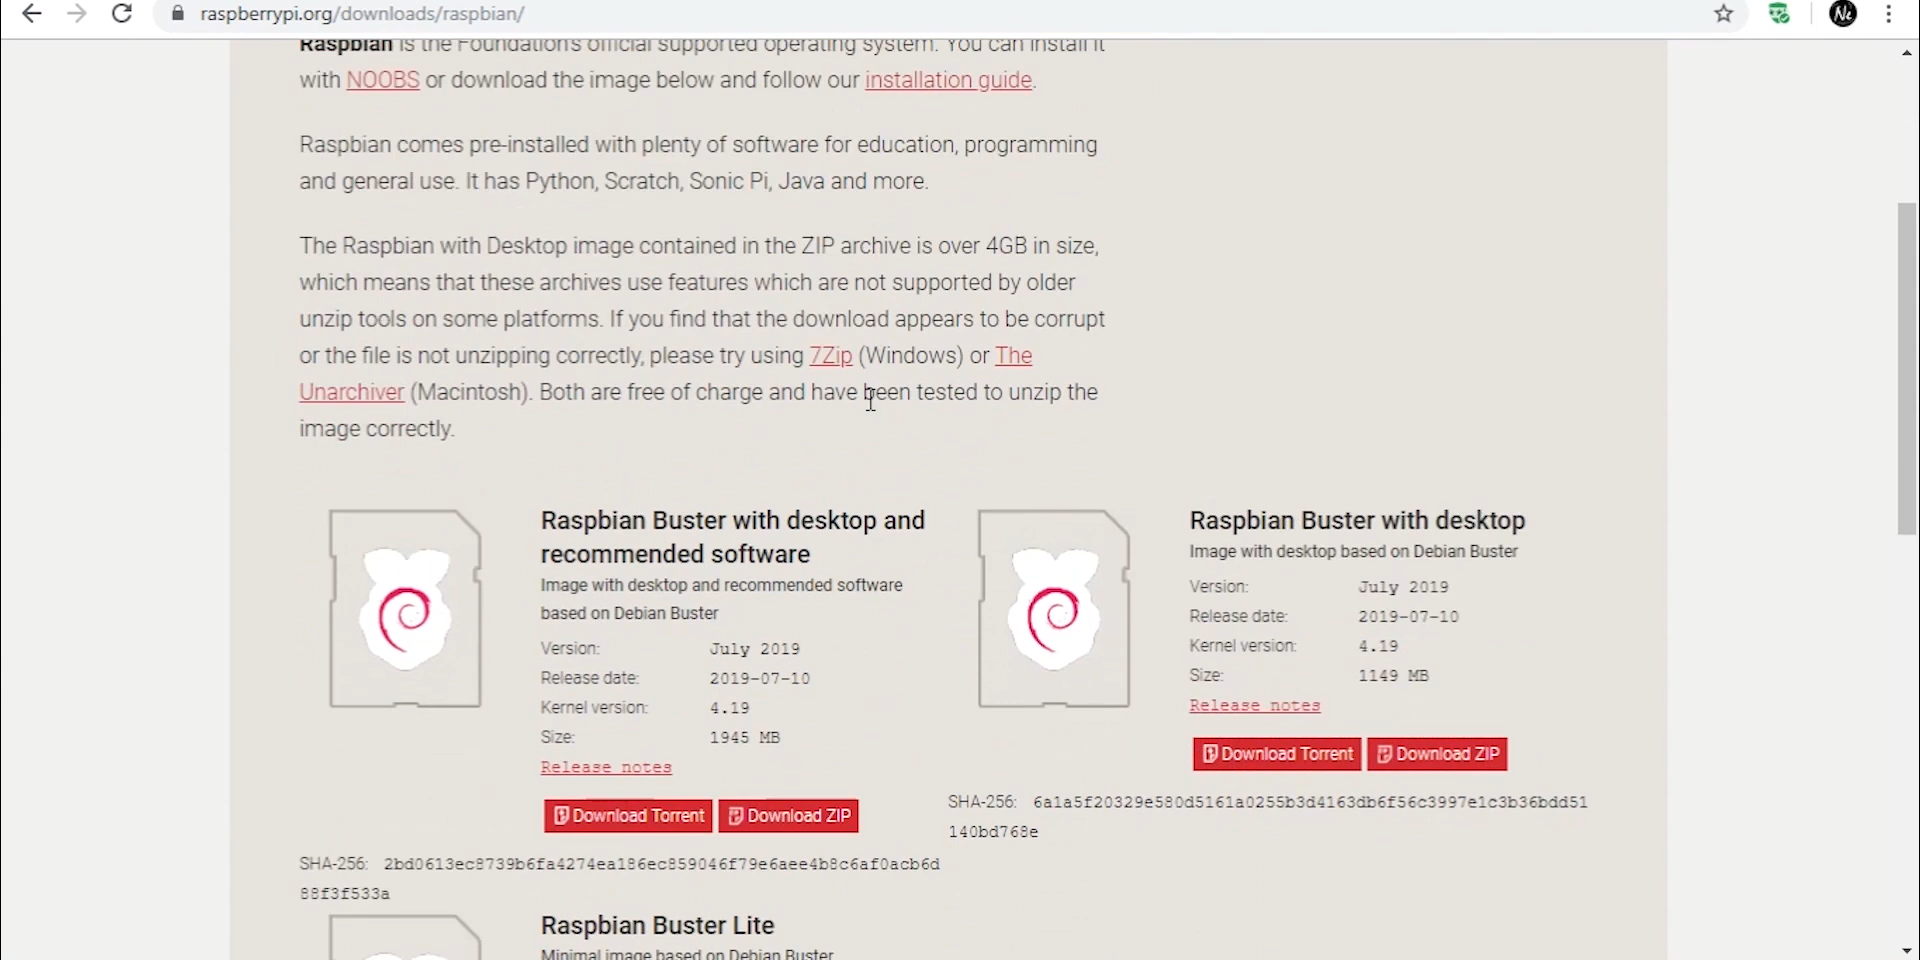 raspberrypi.org/downloads/raspbian/
Raspbian is the Foundation's official supported operating system. You can install it
with NOOBS or download the image below and follow our installation guide.
Raspbian comes pre-installed with plenty of software for education, programming
and general use. It has Python, Scratch, Sonic Pi, Java and more.
The Raspbian with Desktop image contained in the ZIP archive is over 4GB in size,
which means that these archives use features which are not supported by older
unzip tools on some platforms. If you find that the download appears to be corrupt
or the file is not unzipping correctly, please try using 7Zip (Windows) or The
Unarchiver (Macintosh). Both are free of charge and have been tested to unzip the
image correctly.
Raspbian Buster with desktop and
recommended software
Image with desktop and recommended software
based on Debian Buster
Version: July 2019
Release date: 2019-07-10
Kernel version: 4.19
Size: 1945 MB
Release notes
Download Torrent Download ZIP
SHA-256: 2bd0613ec8739b6fa4274ea186ec859046f79e6aee4b8c6af0acb6d
88f3f533a
Raspbian Buster with desktop
Image with desktop based on Debian Buster
Version: July 2019
Release date: 2019-07-10
Kernel version: 4.19
Size: 1149 MB
Release notes
Download Torrent Download ZIP
SHA-256: 6a1a5f20329e580d5161a0255b3d4163db6f56c3997e1c3b36bdd51
140bd768e
Raspbian Buster Lite
Minimal image based on Debian Buster